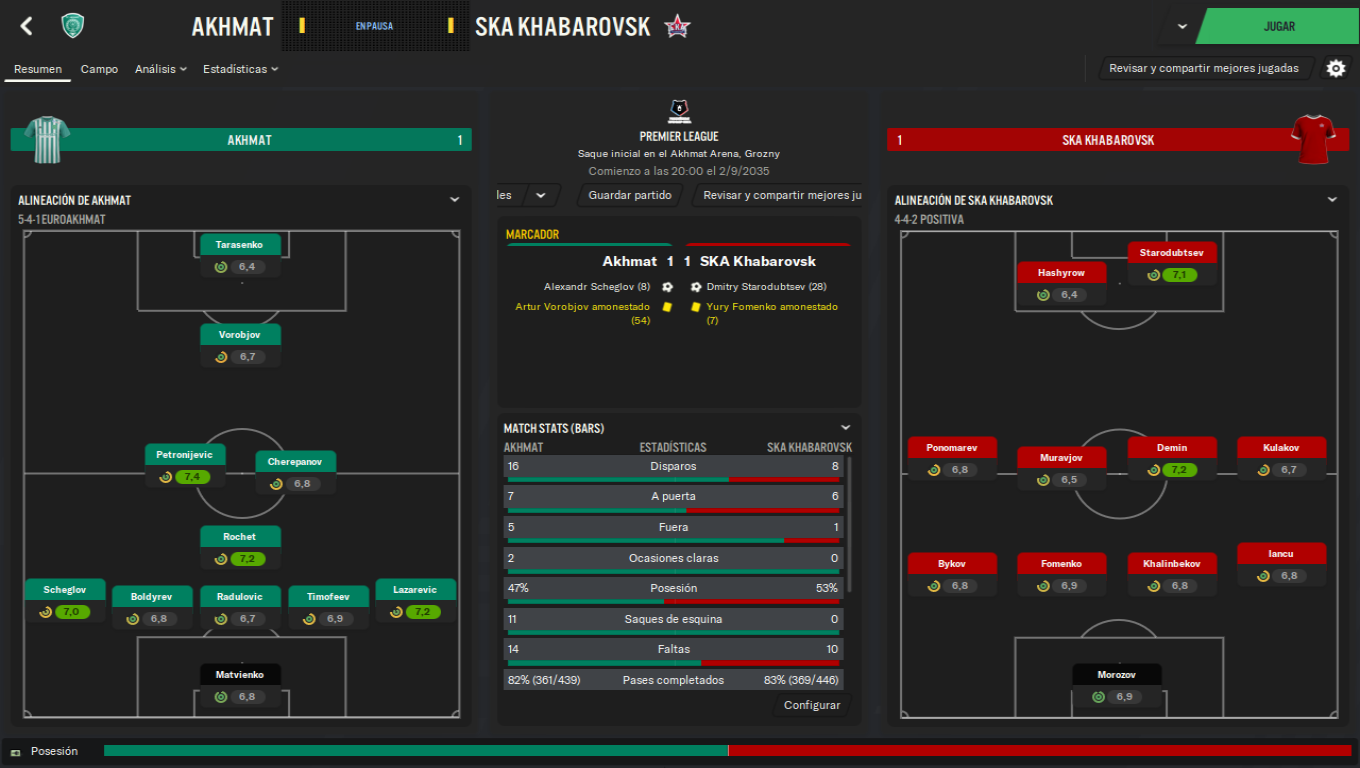 AKHMAT
EN PAUSA
SKA KHABAROVSK
JUGAR
Resumen
Campo
Análisis
Estadísticas
Revisar y compartir mejores jugadas
AKHMAT 1
PREMIER LEAGUE
Saque inicial en el Akhmat Arena, Grozny
Comienzo a las 20:00 el 2/9/2035
les
Guardar partido
Revisar y compartir mejores ju
1 SKA KHABAROVSK
ALINEACIÓN DE AKHMAT
5-4-1 EUROAKHMAT
Tarasenko
6,4
Vorobjov
6,7
Petronijevic
7,4
Cherepanov
6,8
Rochet
7,2
Scheglov
7,0
Boldyrev
6,8
Radulovic
6,7
Timofeev
6,9
Lazarevic
7,2
Matvienko
6,8
MARCADOR
Akhmat 1 1 SKA Khabarovsk
Alexandr Scheglov (8)
Dmitry Starodubtsev (28)
Artur Vorobjov amonestado
(54)
Yury Fomenko amonestado
(7)
MATCH STATS (BARS)
AKHMAT ESTADÍSTICAS SKA KHABAROVSK
16 Disparos 8
7 A puerta 6
5 Fuera 1
2 Ocasiones claras 0
47% Posesión 53%
11 Saques de esquina 0
14 Faltas 10
82% (361/439) Pases completados 83% (369/446)
Configurar
ALINEACIÓN DE SKA KHABAROVSK
4-4-2 POSITIVA
Hashyrow
6,4
Starodubtsev
7,1
Ponomarev
6,8
Muravjov
6,5
Demin
7,2
Kulakov
6,7
Bykov
6,8
Fomenko
6,9
Khalinbekov
6,8
Iancu
6,8
Morozov
6,9
Posesión